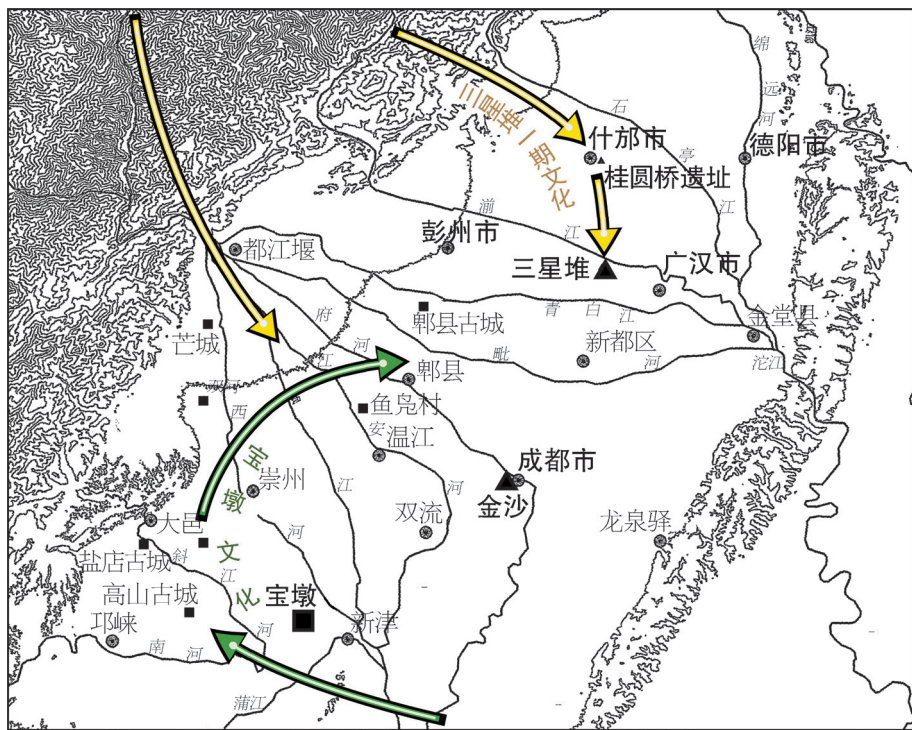 绵远河
石亭江
三星堆一期文化
什邡市
德阳市
桂圆桥遗址
湔江
彭州市
都江堰
三星堆
广汉市
郫县古城
青白江
金堂县
芒城
府河
毗河
新都区
沱江
郫县
鱼凫村
西
江
安
河
温江
宝墩文化
崇州
成都市
金沙
双流
龙泉驿
大邑
盐店古城
斜江河
河
江
高山古城
宝墩
邛崃
新津
南河
蒲江